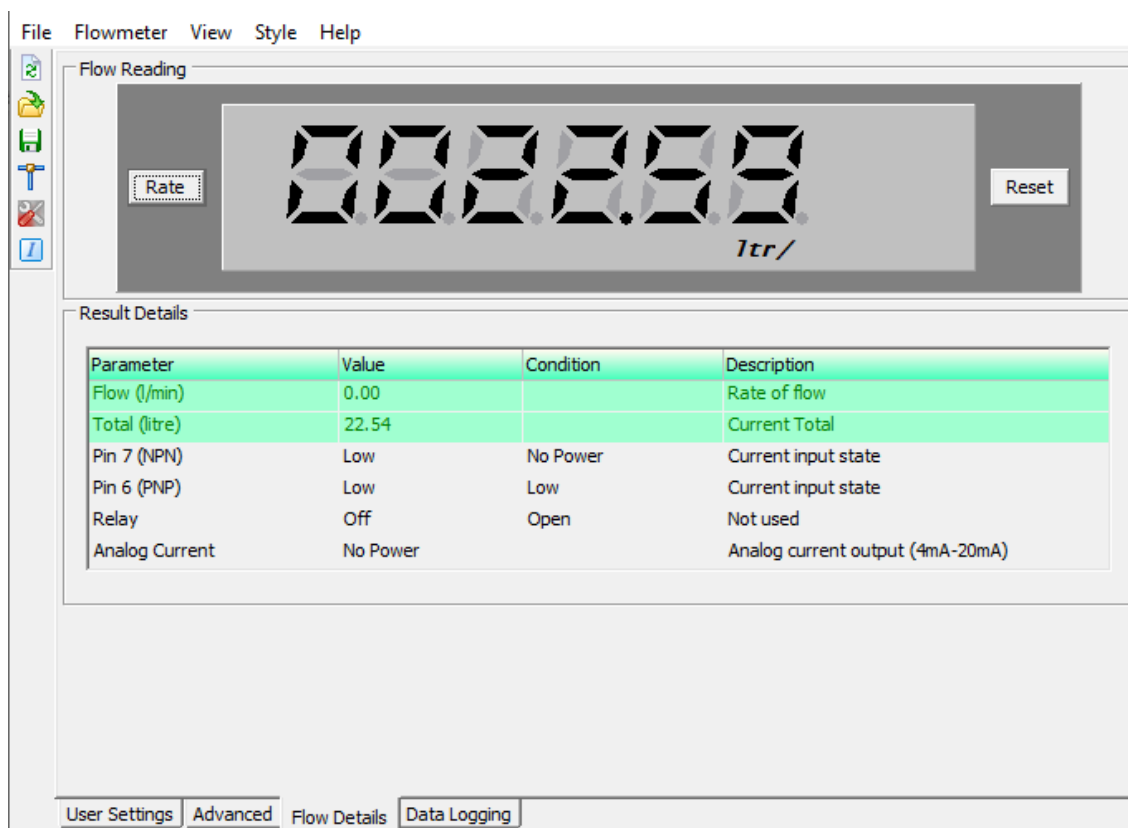 File Flowmeter View Style Help
Flow Reading
Rate
0022.59
Reset
ltr/
Result Details
Parameter Value Condition Description
Flow (l/min) 0.00 Rate of flow
Total (litre) 22.54 Current Total
Pin 7 (NPN) Low No Power Current input state
Pin 6 (PNP) Low Low Current input state
Relay Off Open Not used
Analog Current No Power Analog current output (4mA-20mA)
User Settings Advanced Flow Details Data Logging